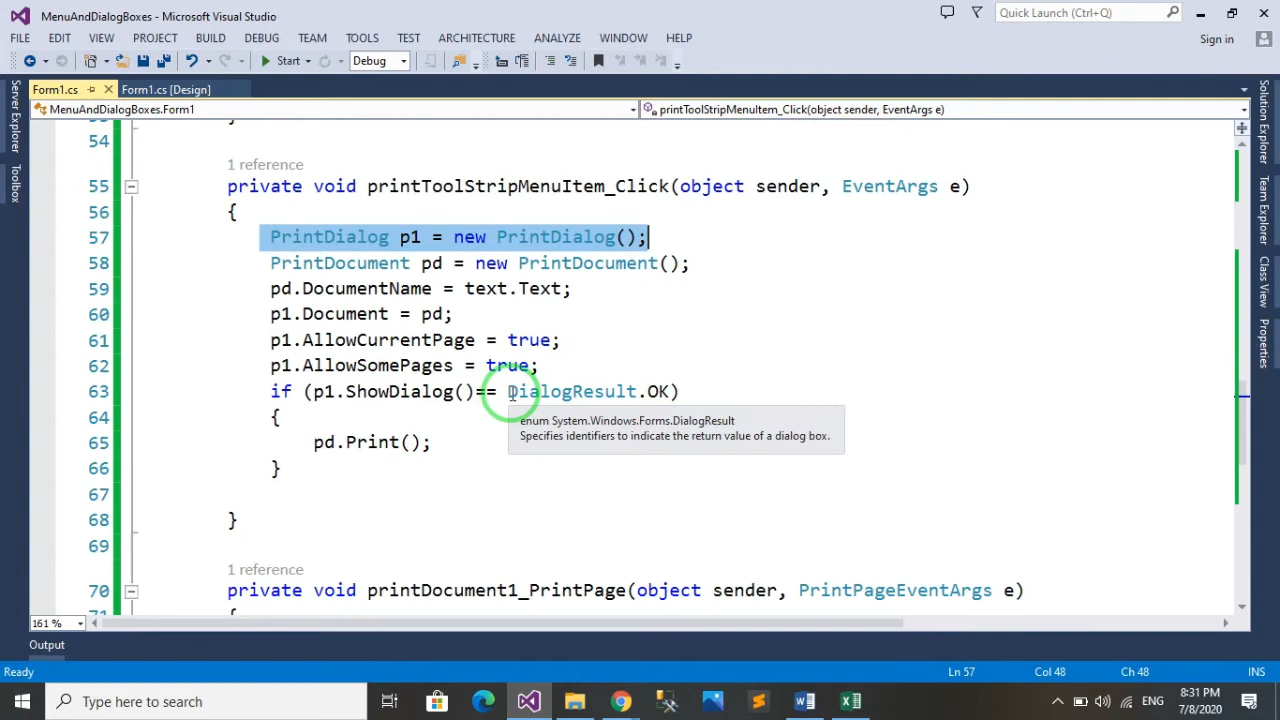 MenuAndDialogBoxes - Microsoft Visual Studio
Quick Launch (Ctrl+Q)
FILE EDIT VIEW PROJECT BUILD DEBUG TEAM TOOLS TEST ARCHITECTURE ANALYZE WINDOW HELP
Sign in
Start
Debug
Form1.cs
Form1.cs [Design]
MenuAndDialogBoxes.Form1
printToolStripMenuItem_Click(object sender, EventArgs e)
Server Explorer
Toolbox
Solution Explorer
Team Explorer
Class View
Properties
54
1 reference
55 private void printToolStripMenuItem_Click(object sender, EventArgs e)
56 {
57 PrintDialog p1 = new PrintDialog();
58 PrintDocument pd = new PrintDocument();
59 pd.DocumentName = text.Text;
60 p1.Document = pd;
61 p1.AllowCurrentPage = true;
62 p1.AllowSomePages = true;
63 if (p1.ShowDialog()== DialogResult.OK)
64 {
enum System.Windows.Forms.DialogResult
Specifies identifiers to indicate the return value of a dialog box.
65 pd.Print();
66 }
67
68 }
69
1 reference
70 private void printDocument1_PrintPage(object sender, PrintPageEventArgs e)
161 %
Output
Ready
Ln 57
Col 48
Ch 48
INS
Type here to search
ENG
8:31 PM
7/8/2020